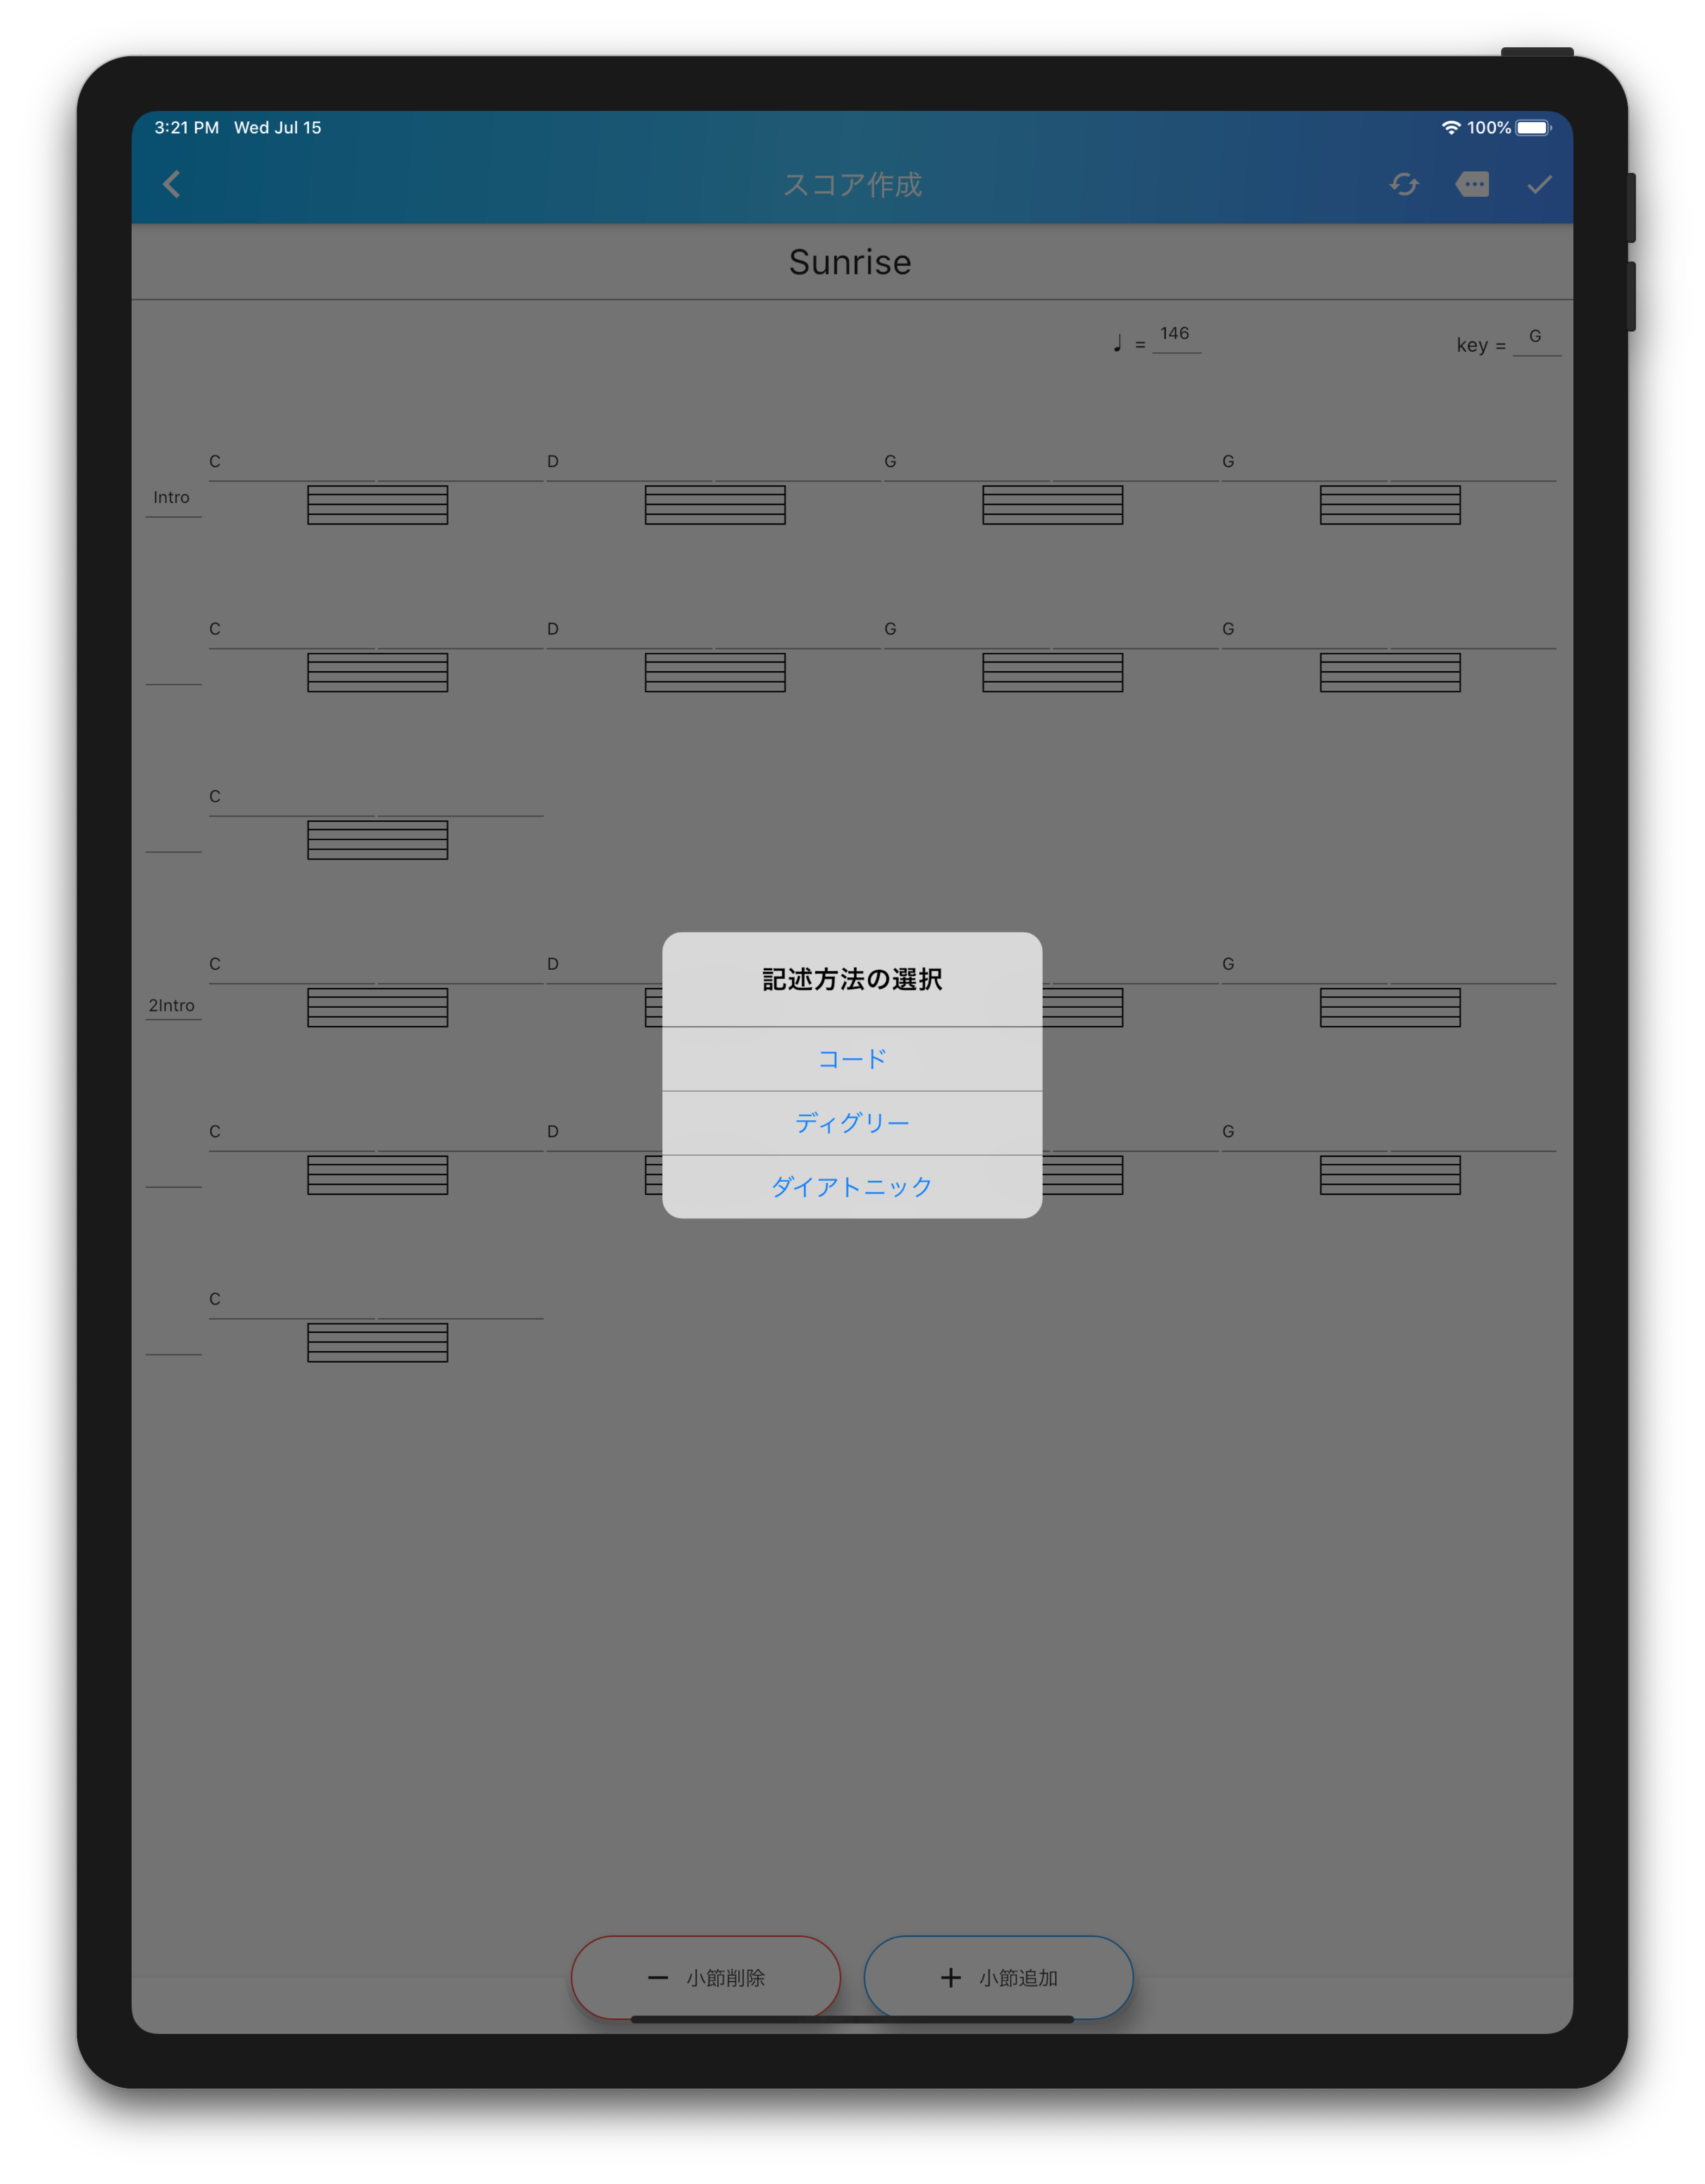 3:21 PM Wed Jul 15 100%
スコア作成
Sunrise
♩ = 146 key = G
C D G G
Intro
C D G G
C
C D G
2Intro
C D G
C
記述方法の選択
コード
ディグリー
ダイアトニック
小節削除 小節追加